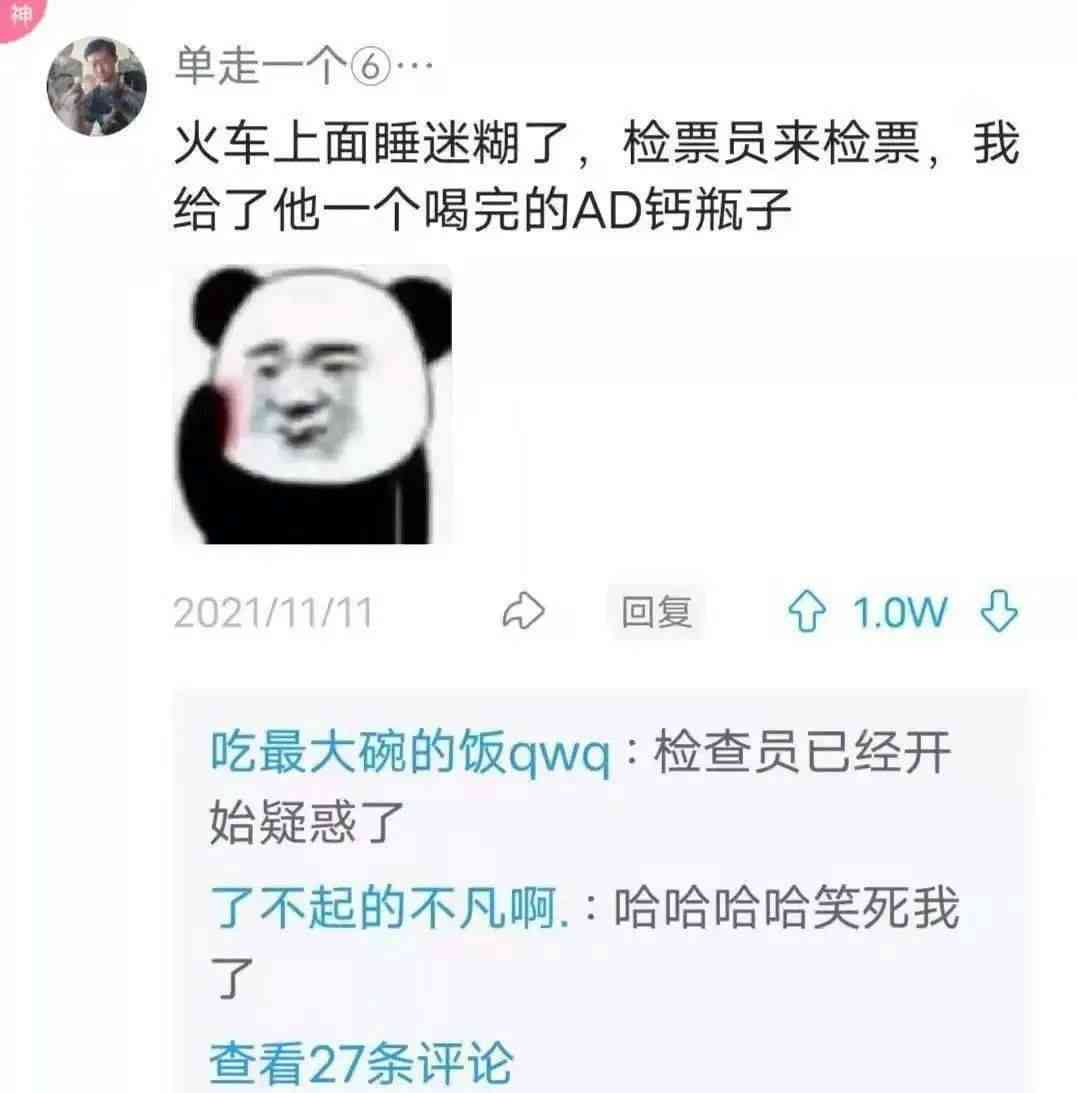 神
单走一个⑥…
火车上面睡迷糊了，检票员来检票，我
给了他一个喝完的AD钙瓶子
2021/11/11
回复
1.0W
吃最大碗的饭qwq：检查员已经开
始疑惑了
了不起的不凡啊.：哈哈哈哈笑死我
了
查看27条评论